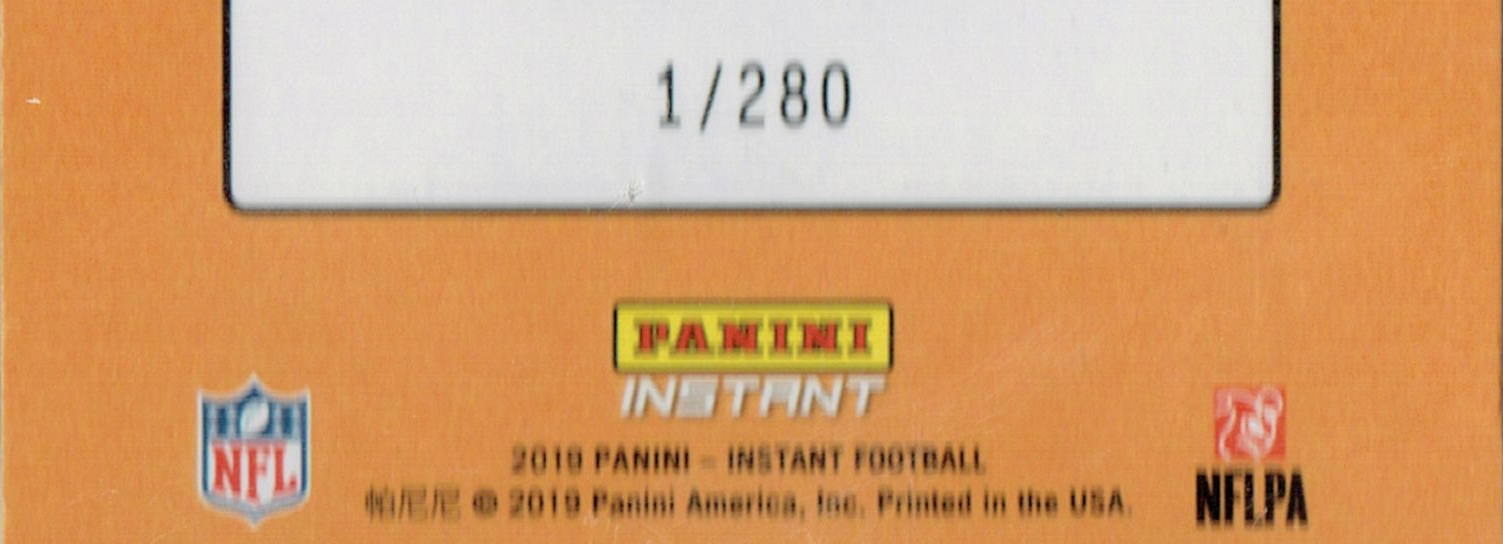 1/280
PANINI
INSTANT
2019 PANINI – INSTANT FOOTBALL
帕尼尼 © 2019 Panini America, Inc. Printed in the USA.
NFL
NFLPA